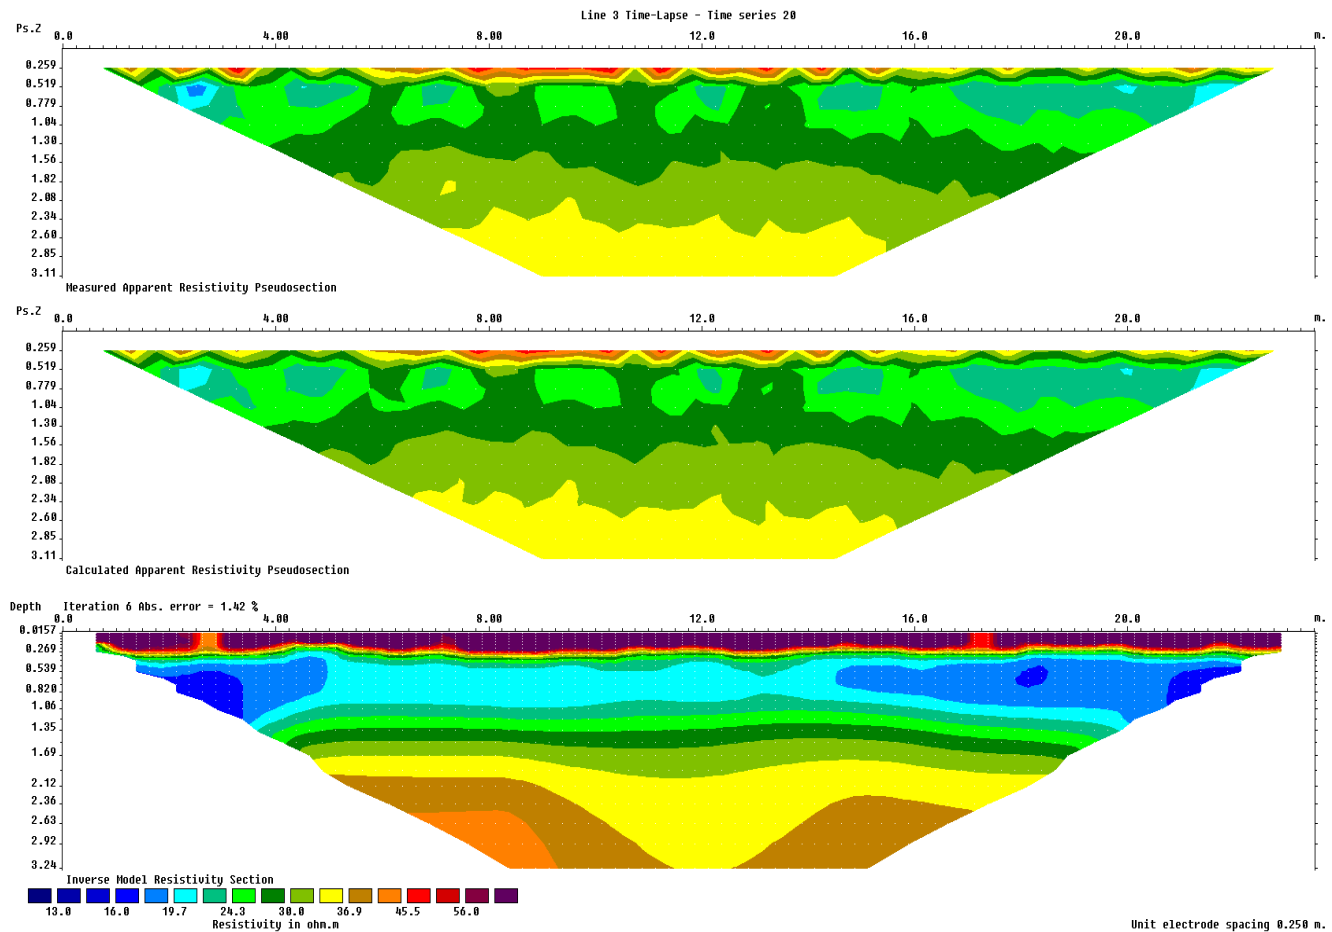 Line 3 Time-Lapse - Time series 20
Ps.Z
0.0 4.00 8.00 12.0 16.0 20.0 m.
0.259
0.519
0.779
1.04
1.30
1.56
1.82
2.08
2.34
2.60
2.85
3.11
Measured Apparent Resistivity Pseudosection
Ps.Z
0.0 4.00 8.00 12.0 16.0 20.0 m.
0.259
0.519
0.779
1.04
1.30
1.56
1.82
2.08
2.34
2.60
2.85
3.11
Calculated Apparent Resistivity Pseudosection
Depth Iteration 6 Abs. error = 1.42 %
0.0 4.00 8.00 12.0 16.0 20.0 m.
0.0157
0.269
0.539
0.820
1.06
1.35
1.69
2.12
2.36
2.63
2.92
3.24
Inverse Model Resistivity Section
13.0 16.0 19.7 24.3 30.0 36.9 45.5 56.0
Resistivity in ohm.m
Unit electrode spacing 0.250 m.